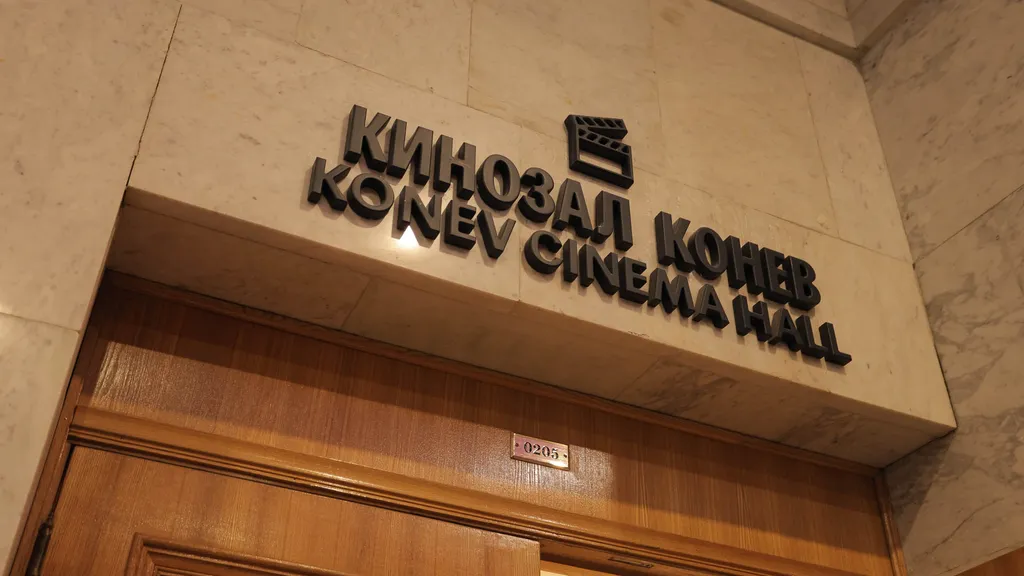 КИНОЗАЛ КОНЕВ
KONEV CINEMA HALL
0205